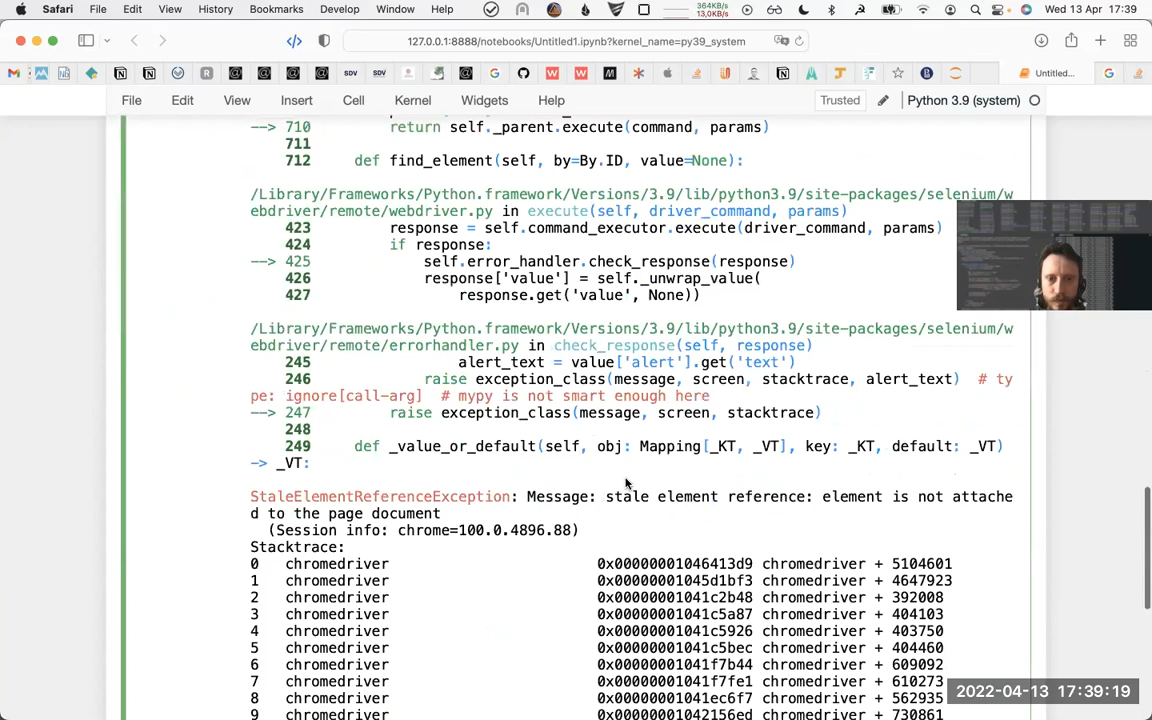 Safari File Edit View History Bookmarks Develop Window Help 364KB/s 13,0KB/s Wed 13 Apr 17:39
127.0.0.1:8888/notebooks/Untitled1.ipynb?kernel_name=py39_system
SDV SDV Untitled...
File Edit View Insert Cell Kernel Widgets Help Trusted Python 3.9 (system)
--> 710 return self._parent.execute(command, params)
711
712 def find_element(self, by=By.ID, value=None):
/Library/Frameworks/Python.framework/Versions/3.9/lib/python3.9/site-packages/selenium/w
ebdriver/remote/webdriver.py in execute(self, driver_command, params)
423 response = self.command_executor.execute(driver_command, params)
424 if response:
--> 425 self.error_handler.check_response(response)
426 response['value'] = self._unwrap_value(
427 response.get('value', None))
/Library/Frameworks/Python.framework/Versions/3.9/lib/python3.9/site-packages/selenium/w
ebdriver/remote/errorhandler.py in check_response(self, response)
245 alert_text = value['alert'].get('text')
246 raise exception_class(message, screen, stacktrace, alert_text) # ty
pe: ignore[call-arg] # mypy is not smart enough here
--> 247 raise exception_class(message, screen, stacktrace)
248
249 def _value_or_default(self, obj: Mapping[_KT, _VT], key: _KT, default: _VT)
-> _VT:
StaleElementReferenceException: Message: stale element reference: element is not attache
d to the page document
(Session info: chrome=100.0.4896.88)
Stacktrace:
0 chromedriver 0x00000001046413d9 chromedriver + 5104601
1 chromedriver 0x00000001045d1bf3 chromedriver + 4647923
2 chromedriver 0x00000001041c2b48 chromedriver + 392008
3 chromedriver 0x00000001041c5a87 chromedriver + 404103
4 chromedriver 0x00000001041c5926 chromedriver + 403750
5 chromedriver 0x00000001041c5bec chromedriver + 404460
6 chromedriver 0x00000001041f7b44 chromedriver + 609092
7 chromedriver 0x00000001041f7fe1 chromedriver + 610273
8 chromedriver 0x00000001041ec6f7 chromedriver + 562935
9 chromedriver 0x00000001042156ed chromedriver + 730861
2022-04-13 17:39:19